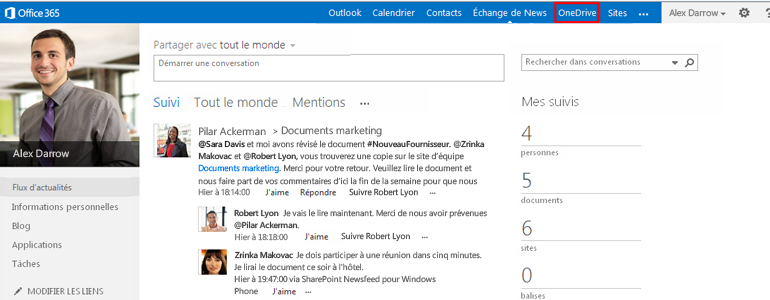 Office 365
Outlook Calendrier Contacts Échange de News OneDrive Sites ••• Alex Darrow ?
Alex Darrow
Flux d'actualités
Informations personnelles
Blog
Applications
Tâches
MODIFIER LES LIENS
Partager avec tout le monde
Démarrer une conversation
Suivi Tout le monde Mentions •••
Pilar Ackerman > Documents marketing
@Sara Davis et moi avons révisé le document #NouveauFournisseur. @Zrinka
Makovac et @Robert Lyon, vous trouverez une copie sur le site d'équipe
Documents marketing. Merci pour votre retour. Veuillez lire le document et
nous faire part de vos commentaires d'ici la fin de la semaine pour que nous
Hier à 18:14:00 J'aime Répondre Suivre Robert Lyon •••
Robert Lyon Je vais le lire maintenant. Merci de nous avoir prévenues
@Pilar Ackerman.
Hier à 18:18:00 J'aime Suivre Robert Lyon •••
Zrinka Makovac Je dois participer à une réunion dans cinq minutes.
Je lirai le document ce soir à l'hôtel.
Hier à 19:47:00 via SharePoint Newsfeed pour Windows
Phone J'aime •••
Rechercher dans conversations
Mes suivis
4
personnes
5
documents
6
sites
0
balises